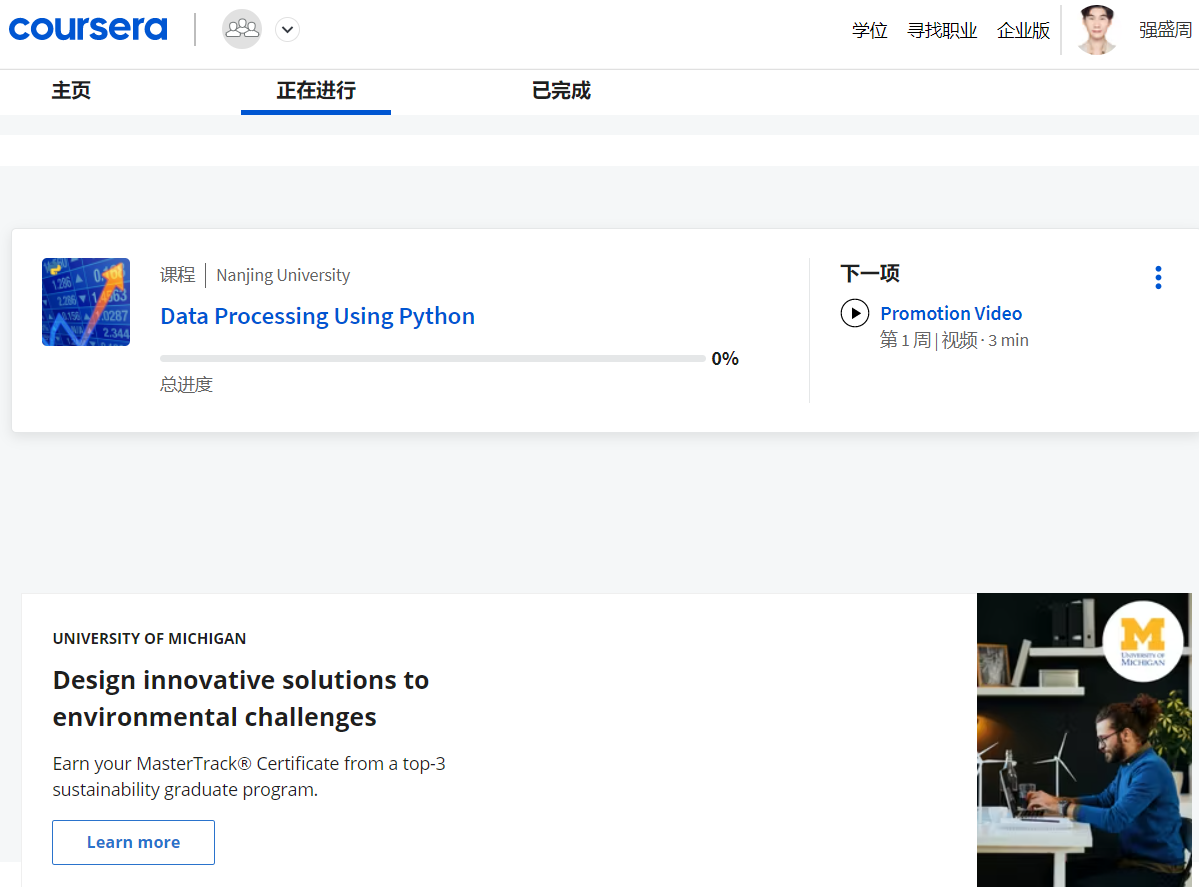 coursera
学位 寻找职业 企业版 强盛周
主页 正在进行 已完成
课程 Nanjing University
Data Processing Using Python
0%
总进度
下一项
Promotion Video
第 1 周 | 视频 · 3 min
UNIVERSITY OF MICHIGAN
Design innovative solutions to
environmental challenges
Earn your MasterTrack® Certificate from a top-3
sustainability graduate program.
Learn more
M
UNIVERSITY OF
MICHIGAN